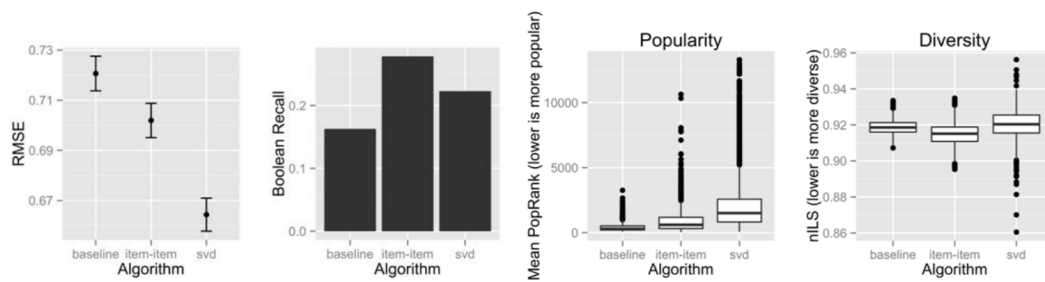 RMSE
0.73
0.71
0.69
0.67
baseline item-item svd
Algorithm
Boolean Recall
0.2
0.1
0.0
baseline item-item svd
Algorithm
Popularity
Mean PopRank (lower is more popular)
10000
5000
0
baseline item-item svd
Algorithm
Diversity
nILS (lower is more diverse)
0.96
0.94
0.92
0.90
0.88
0.86
baseline item-item svd
Algorithm